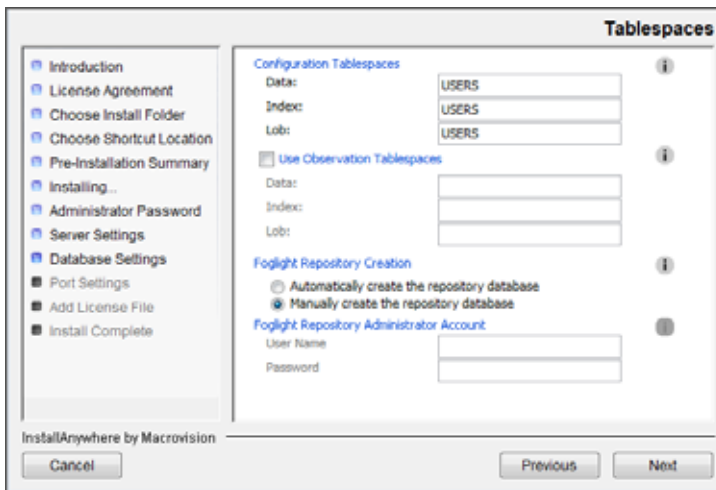 Tablespaces
Introduction
License Agreement
Choose Install Folder
Choose Shortcut Location
Pre-Installation Summary
Installing...
Administrator Password
Server Settings
Database Settings
Port Settings
Add License File
Install Complete
Configuration Tablespaces
Data: USERS
Index: USERS
Lob: USERS
Use Observation Tablespaces
Data:
Index:
Lob:
Foglight Repository Creation
Automatically create the repository database
Manually create the repository database
Foglight Repository Administrator Account
User Name
Password
InstallAnywhere by Macrovision
Cancel Previous Next